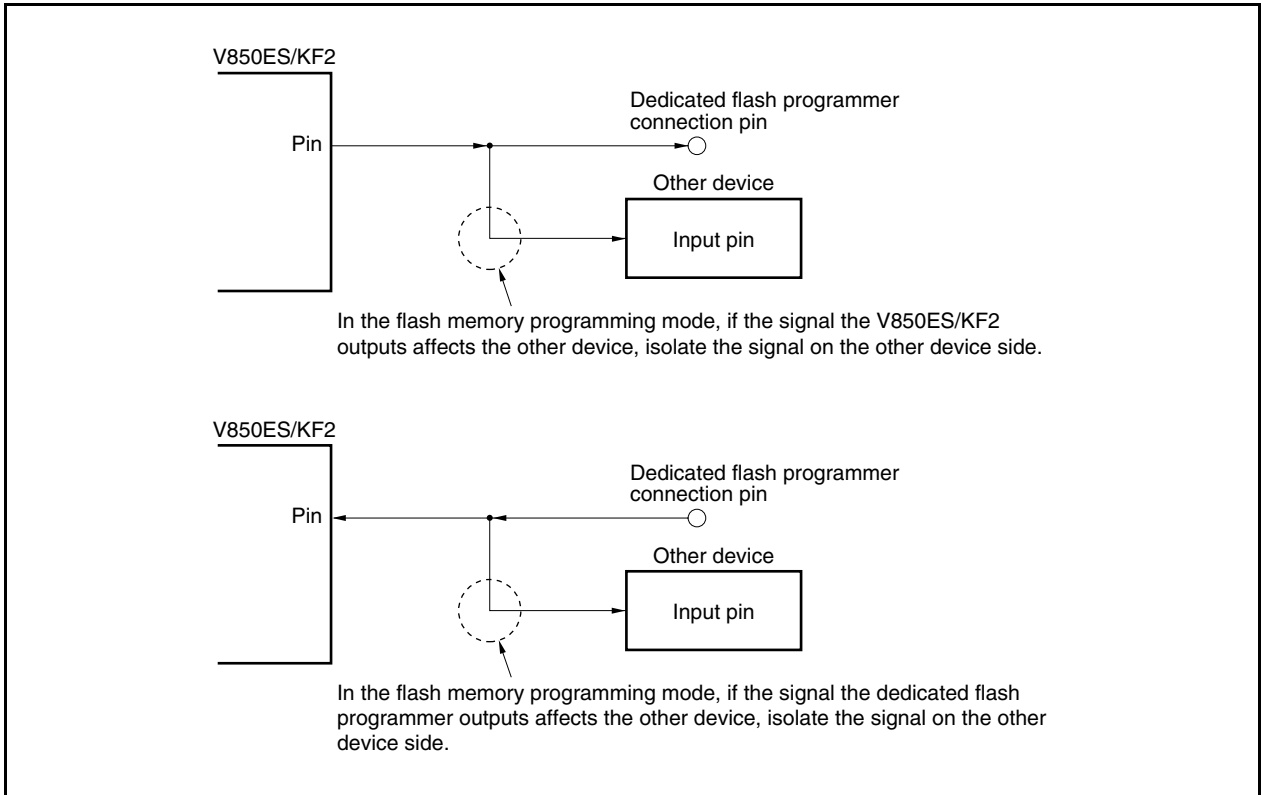 V850ES/KF2
Dedicated flash programmer
connection pin
Pin
Other device
Input pin
In the flash memory programming mode, if the signal the V850ES/KF2
outputs affects the other device, isolate the signal on the other device side.
V850ES/KF2
Dedicated flash programmer
connection pin
Pin
Other device
Input pin
In the flash memory programming mode, if the signal the dedicated flash
programmer outputs affects the other device, isolate the signal on the other
device side.